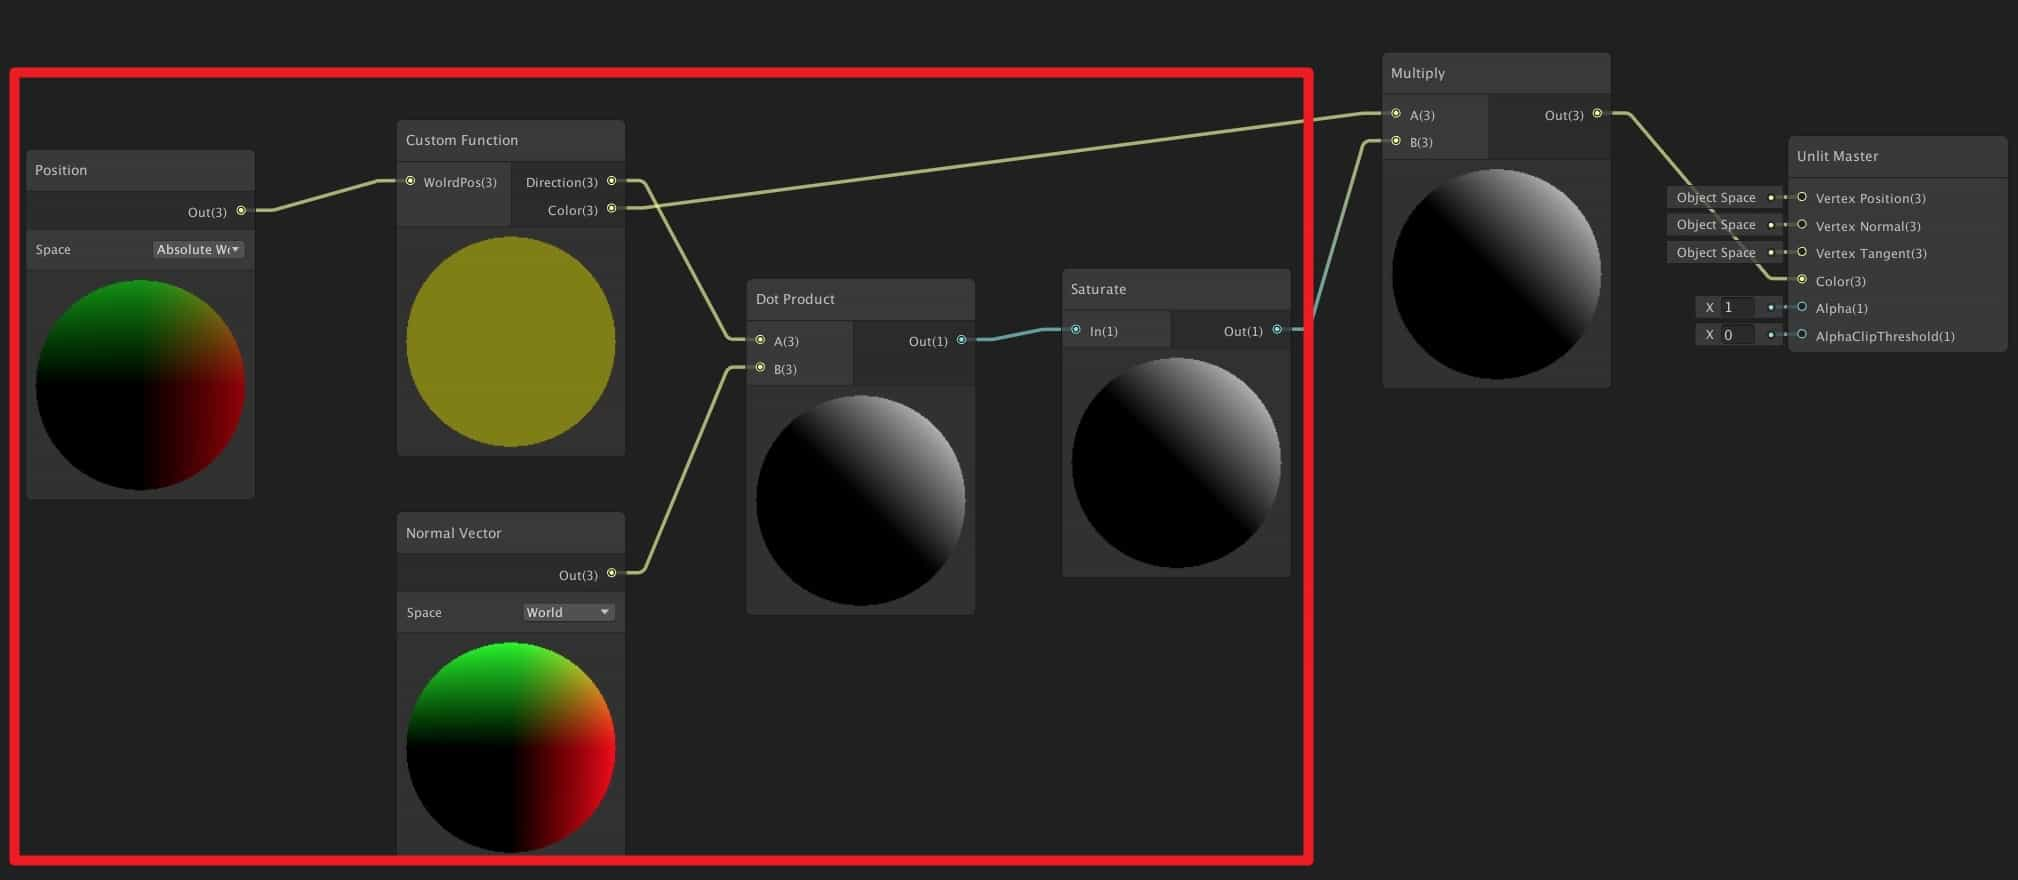 Position
Out(3)
Space
Custom Function
WolrdPos(3)
Direction(3)
Color(3)
Normal Vector
Out(3)
Space
World
Dot Product
A(3)
Out(1)
B(3)
Saturate
In(1)
Out(1)
Multiply
A(3)
Out(3)
B(3)
Unlit Master
Object Space
Vertex Position(3)
Object Space
Vertex Normal(3)
Object Space
Vertex Tangent(3)
Color(3)
X 1
Alpha(1)
X 0
AlphaClipThreshold(1)
Absolute